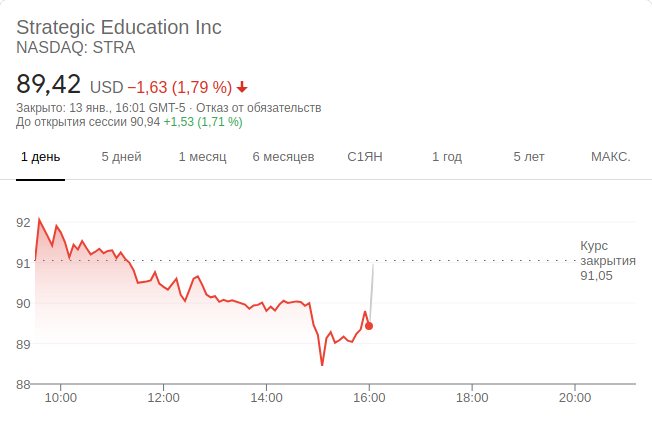 Strategic Education Inc
NASDAQ: STRA
89,42 USD −1,63 (1,79 %)
Закрыто: 13 янв., 16:01 GMT-5 · Отказ от обязательств
До открытия сессии 90,94 +1,53 (1,71 %)
1 день 5 дней 1 месяц 6 месяцев С1ЯН 1 год 5 лет МАКС.
92
91
90
89
88
Курс
закрытия
91,05
10:00 12:00 14:00 16:00 18:00 20:00